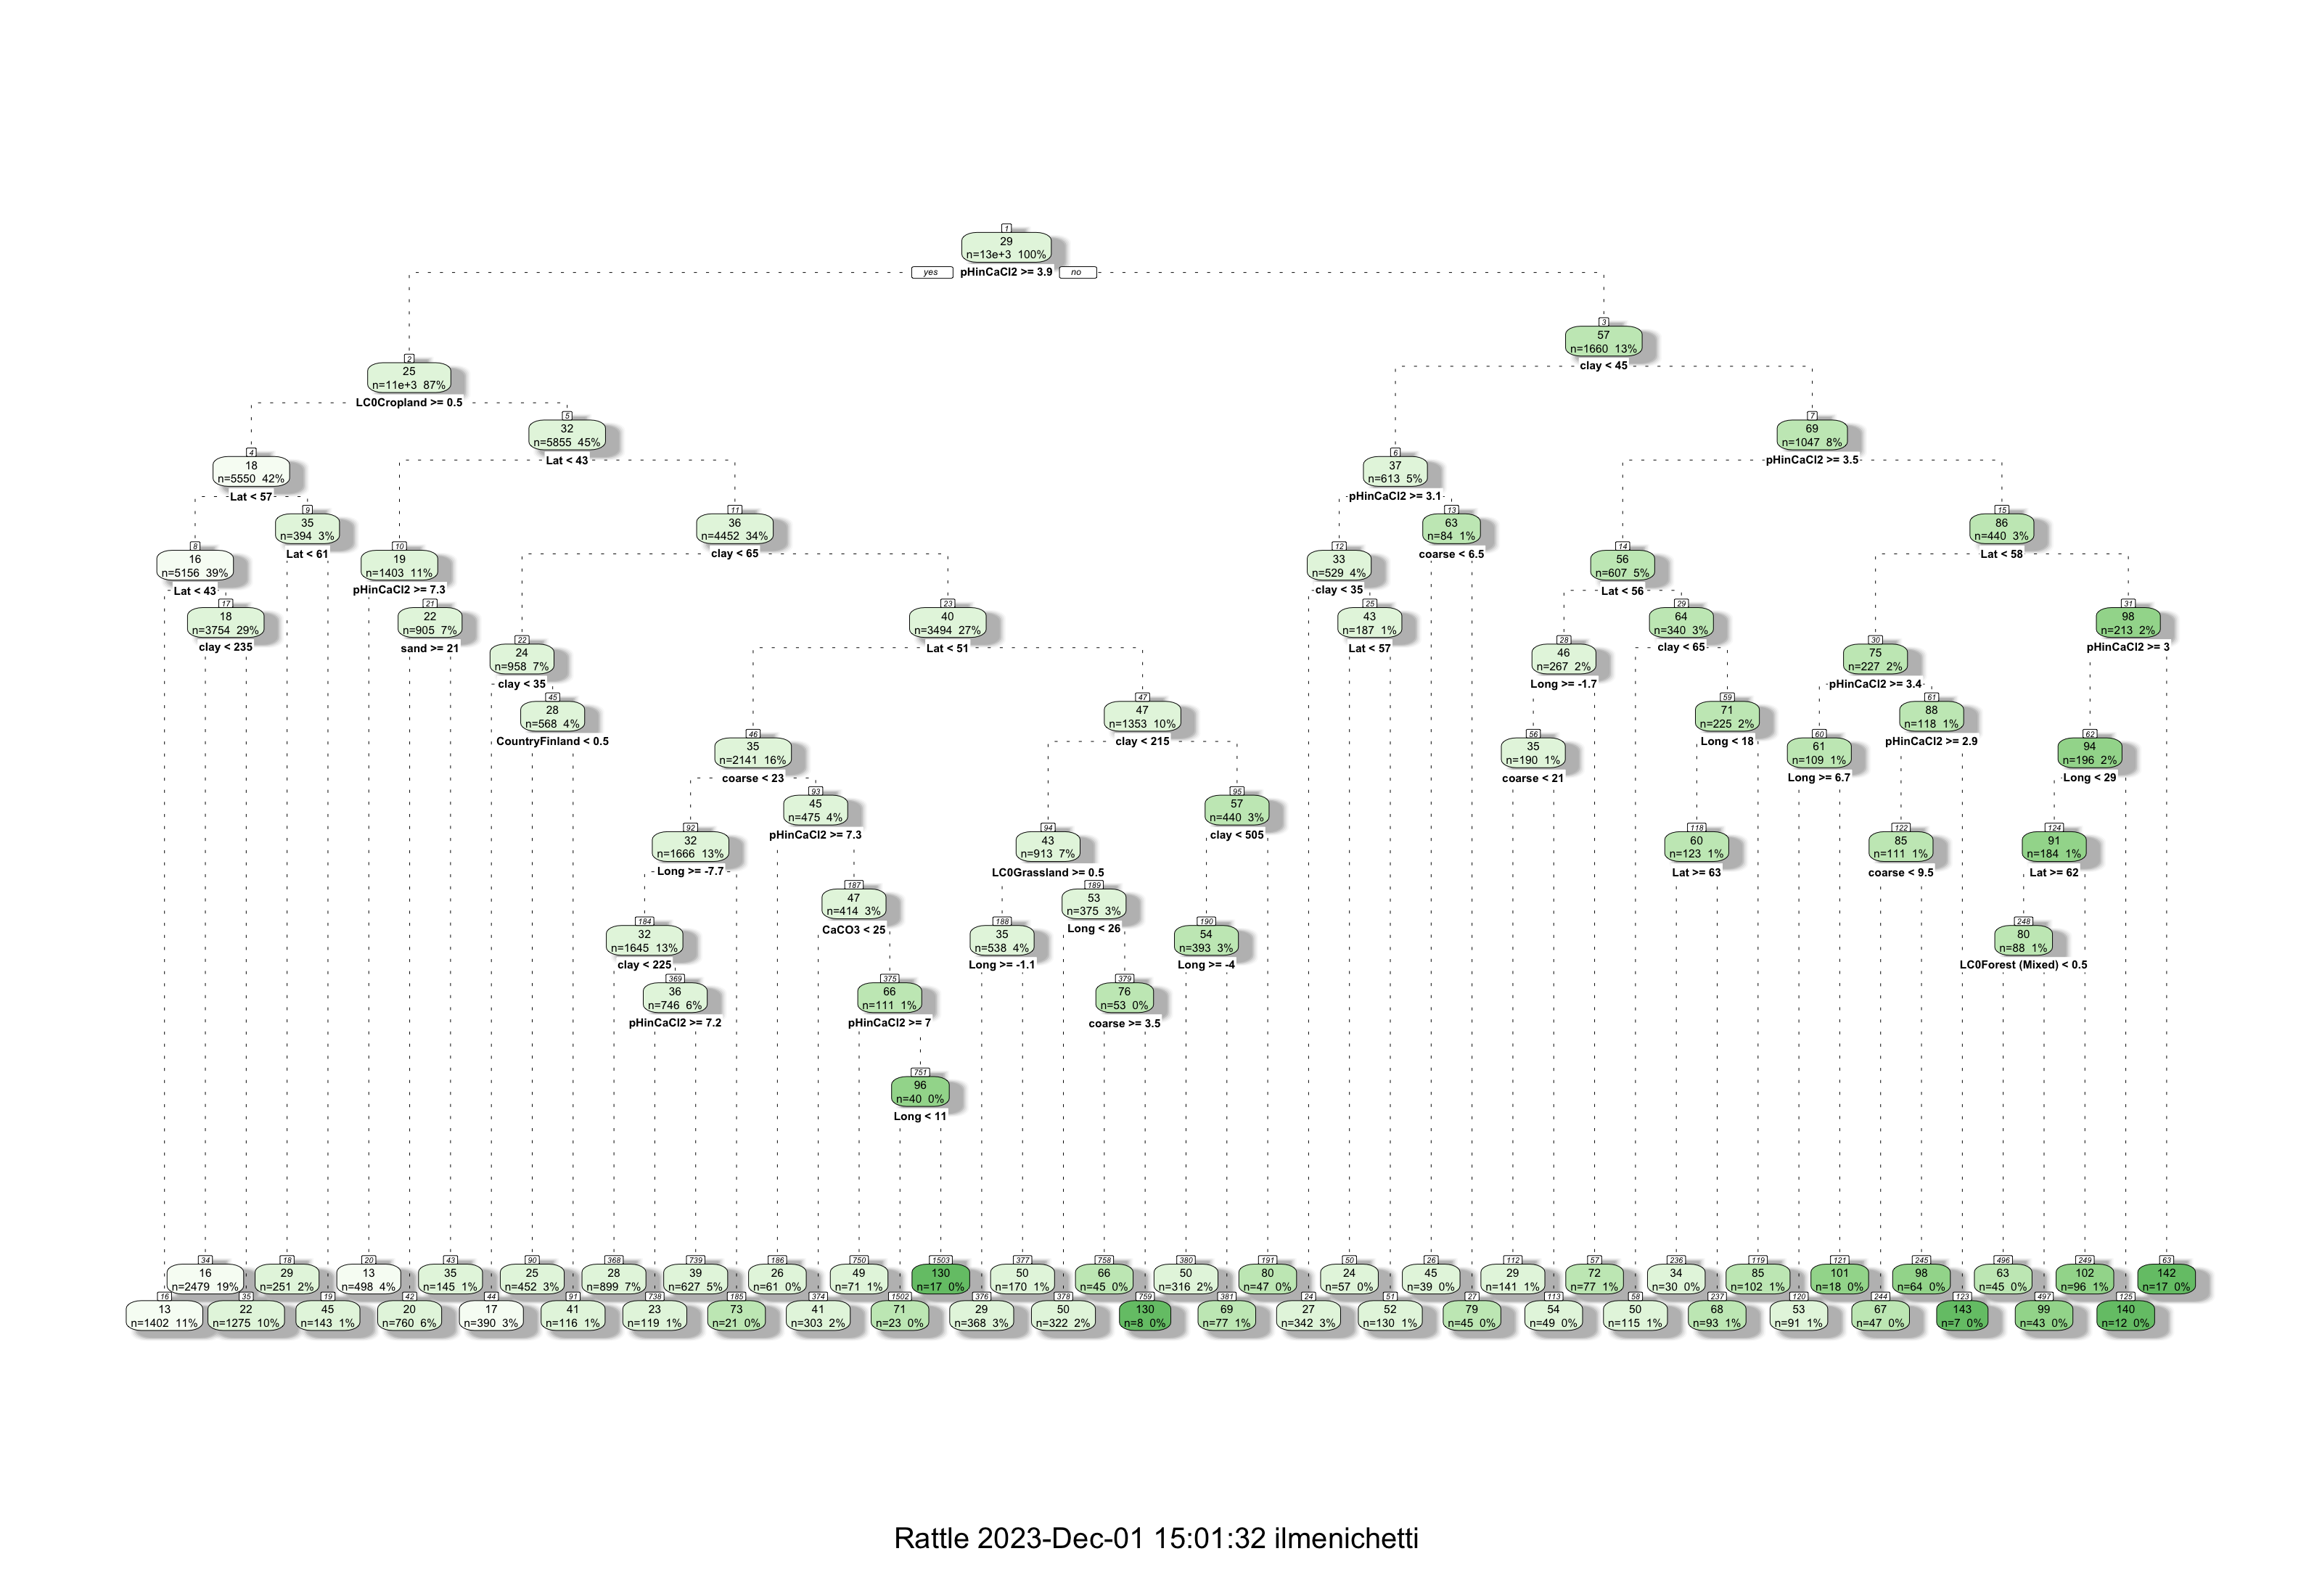 1
29
n=13e+3 100%
yes pHinCaCl2 >= 3.9 no
3
57
n=1660 13%
clay < 45
2
25
n=11e+3 87%
LC0Cropland >= 0.5
5
32
n=5855 45%
Lat < 43
7
69
n=1047 8%
pHinCaCl2 >= 3.5
4
18
n=5550 42%
Lat < 57
6
37
n=613 5%
pHinCaCl2 >= 3.1
9
35
n=394 3%
Lat < 61
11
36
n=4452 34%
clay < 65
13
63
n=84 1%
coarse < 6.5
15
86
n=440 3%
Lat < 58
8
16
n=5156 39%
Lat < 43
10
19
n=1403 11%
pHinCaCl2 >= 7.3
12
33
n=529 4%
clay < 35
14
56
n=607 5%
Lat < 56
17
18
n=3754 29%
clay < 235
21
22
n=905 7%
sand >= 21
23
40
n=3494 27%
Lat < 51
25
43
n=187 1%
Lat < 57
29
64
n=340 3%
clay < 65
31
98
n=213 2%
pHinCaCl2 >= 3
22
24
n=958 7%
clay < 35
28
46
n=267 2%
Long >= -1.7
30
75
n=227 2%
pHinCaCl2 >= 3.4
45
28
n=568 4%
CountryFinland < 0.5
47
47
n=1353 10%
clay < 215
59
71
n=225 2%
Long < 18
61
88
n=118 1%
pHinCaCl2 >= 2.9
46
35
n=2141 16%
coarse < 23
56
35
n=190 1%
coarse < 21
60
61
n=109 1%
Long >= 6.7
62
94
n=196 2%
Long < 29
93
45
n=475 4%
pHinCaCl2 >= 7.3
95
57
n=440 3%
clay < 505
92
32
n=1666 13%
Long >= -7.7
94
43
n=913 7%
LC0Grassland >= 0.5
118
60
n=123 1%
Lat >= 63
122
85
n=111 1%
coarse < 9.5
124
91
n=184 1%
Lat >= 62
187
47
n=414 3%
CaCO3 < 25
189
53
n=375 3%
Long < 26
184
32
n=1645 13%
clay < 225
188
35
n=538 4%
Long >= -1.1
190
54
n=393 3%
Long >= -4
248
80
n=88 1%
LC0Forest (Mixed) < 0.5
369
36
n=746 6%
pHinCaCl2 >= 7.2
375
66
n=111 1%
pHinCaCl2 >= 7
379
76
n=53 0%
coarse >= 3.5
751
96
n=40 0%
Long < 11
34 18 20 43 90 368 739 186 750 1503 377 758 380 191 50 26 112 57 236 119 121 245 496 249 63
16 29 13 35 25 28 39 26 49 130 50 66 50 80 24 45 29 72 34 85 101 98 63 102 142
n=2479 19% n=251 2% n=498 4% n=145 1% n=452 3% n=899 7% n=627 5% n=61 0% n=71 1% n=17 0% n=170 1% n=45 0% n=316 2% n=47 0% n=57 0% n=39 0% n=141 1% n=77 1% n=30 0% n=102 1% n=18 0% n=64 0% n=45 0% n=96 1% n=17 0%
16 35 19 42 44 91 738 185 374 1502 376 378 759 381 24 51 27 113 58 237 120 244 123 497 125
13 22 45 20 17 41 23 73 41 71 29 50 130 69 27 52 79 54 50 68 53 67 143 99 140
n=1402 11% n=1275 10% n=143 1% n=760 6% n=390 3% n=116 1% n=119 1% n=21 0% n=303 2% n=23 0% n=368 3% n=322 2% n=8 0% n=77 1% n=342 3% n=130 1% n=45 0% n=49 0% n=115 1% n=93 1% n=91 1% n=47 0% n=7 0% n=43 0% n=12 0%
Rattle 2023-Dec-01 15:01:32 ilmenichetti